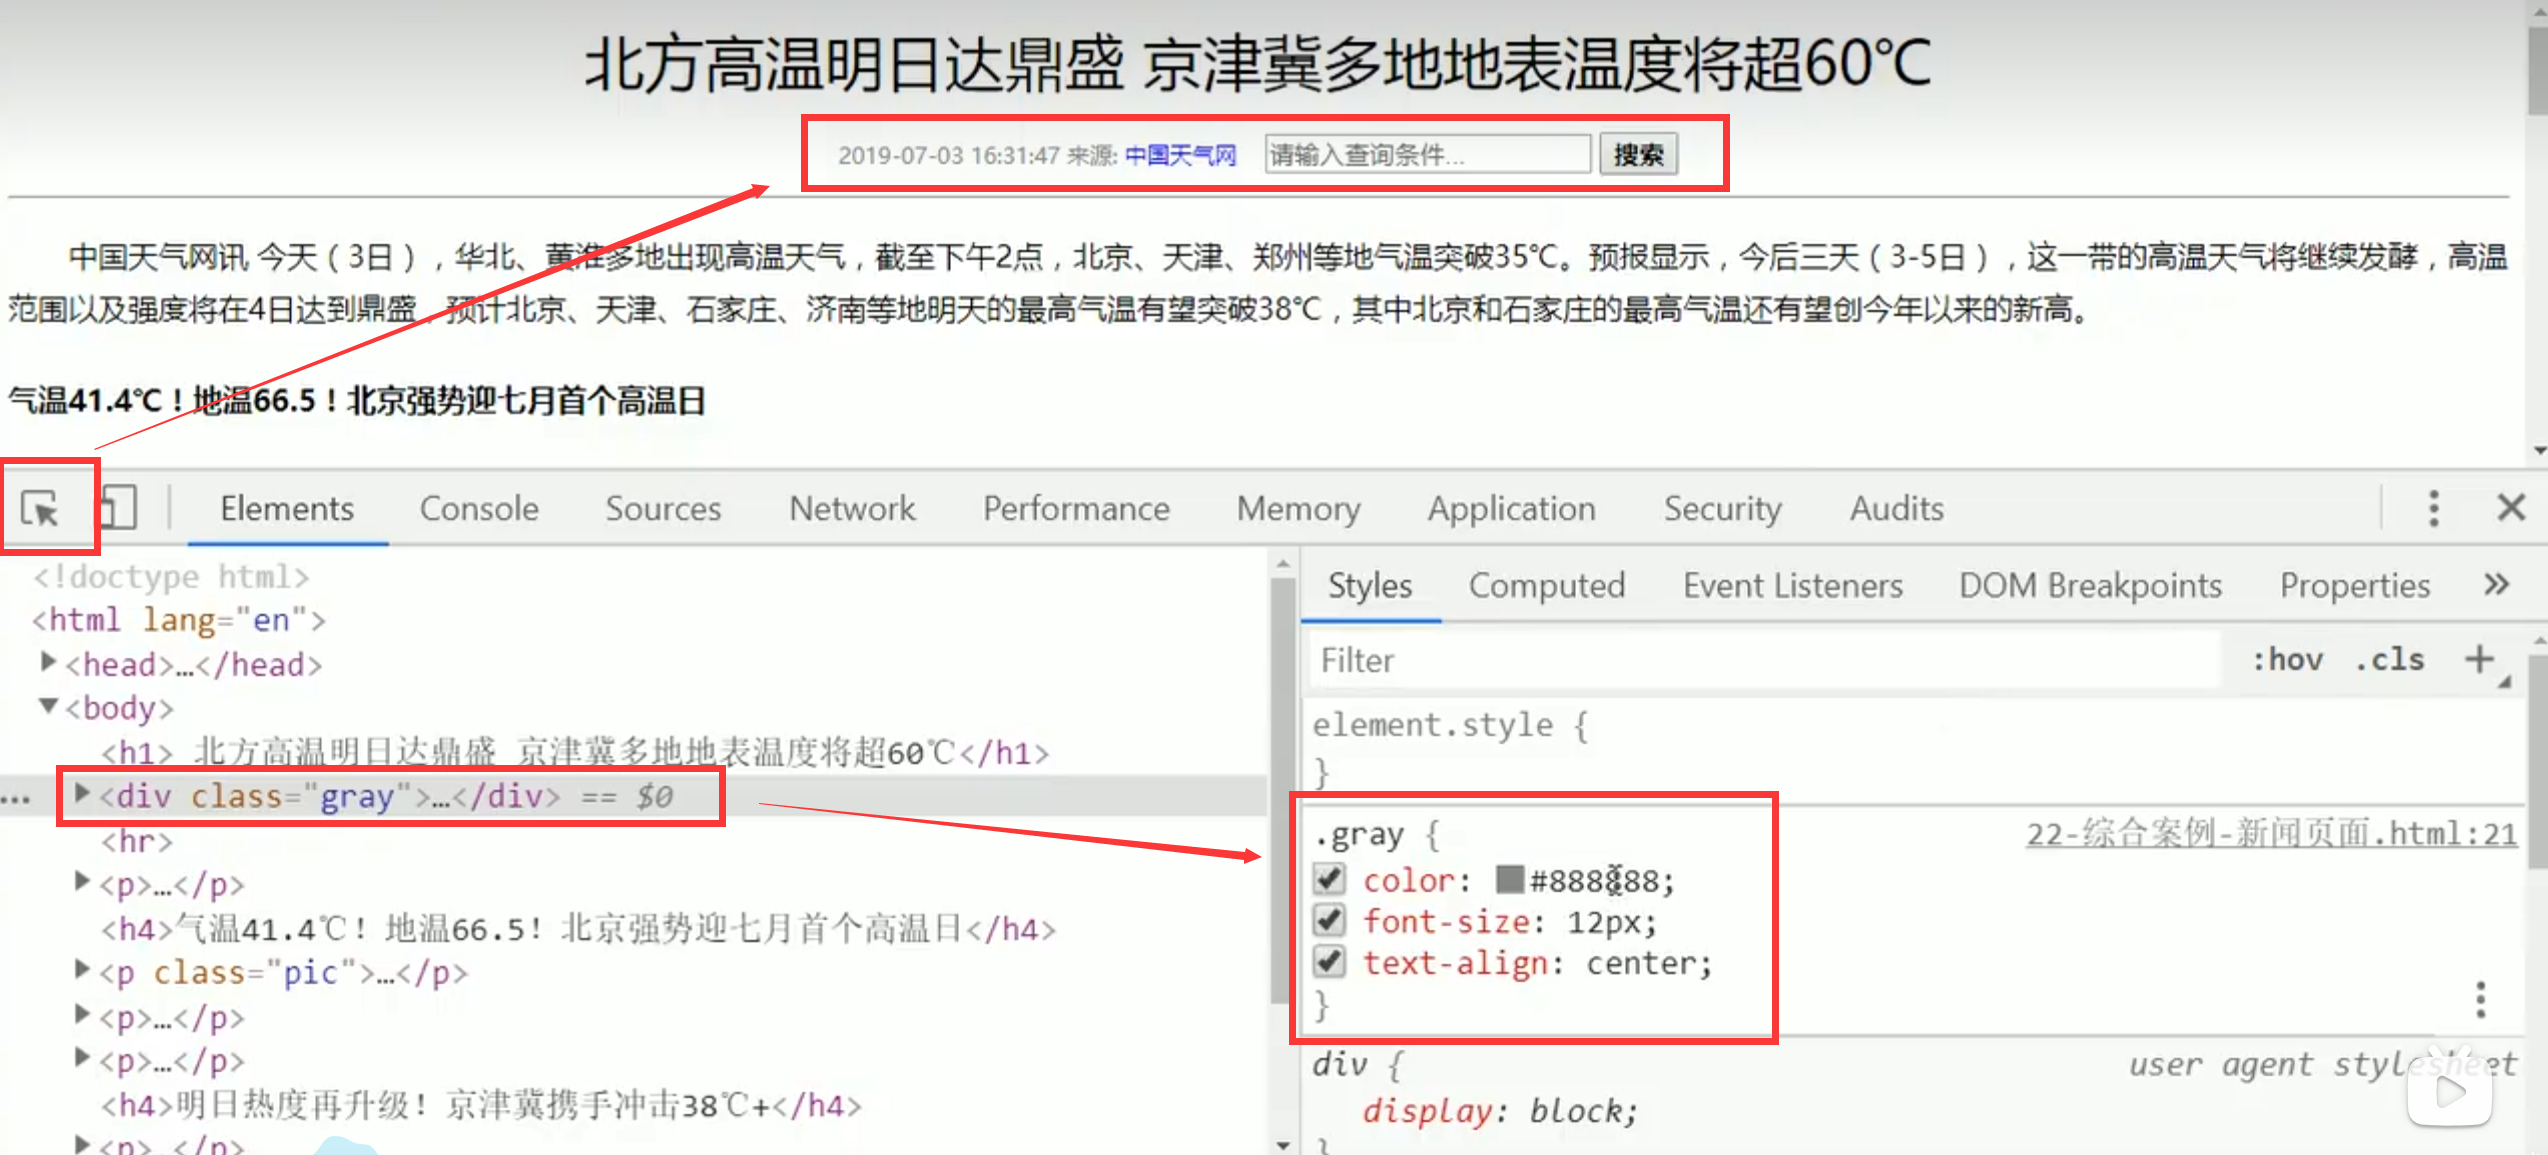 北方高温明日达鼎盛 京津冀多地地表温度将超60℃
2019-07-03 16:31:47 来源: 中国天气网 请输入查询条件... 搜索
中国天气网讯 今天（3日），华北、黄淮多地出现高温天气，截至下午2点，北京、天津、郑州等地气温突破35℃。预报显示，今后三天（3-5日），这一带的高温天气将继续发酵，高温
范围以及强度将在4日达到鼎盛，预计北京、天津、石家庄、济南等地明天的最高气温有望突破38℃，其中北京和石家庄的最高气温还有望创今年以来的新高。
气温41.4℃！地温66.5！北京强势迎七月首个高温日
Elements Console Sources Network Performance Memory Application Security Audits
<!doctype html>
<html lang="en">
<head>…</head>
<body>
<h1> 北方高温明日达鼎盛 京津冀多地地表温度将超60℃</h1>
<div class="gray">…</div> == $0
<hr>
<p>…</p>
<h4>气温41.4℃！地温66.5！北京强势迎七月首个高温日</h4>
<p class="pic">…</p>
<p>…</p>
<p>…</p>
<h4>明日热度再升级！京津冀携手冲击38℃+</h4>
<p>…</p>
Styles Computed Event Listeners DOM Breakpoints Properties »
Filter :hov .cls +
element.style {
}
.gray { 22-综合案例-新闻页面.html:21
color: #888888;
font-size: 12px;
text-align: center;
}
div { user agent stylesheet
display: block;
}